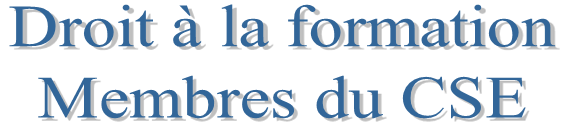 Droit à la formation
Membres du CSE